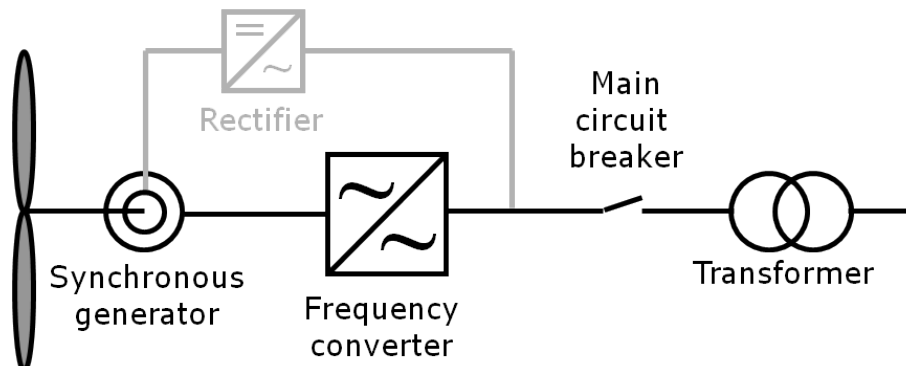 Rectifier
Main
circuit
breaker
Synchronous
generator
Frequency
converter
Transformer